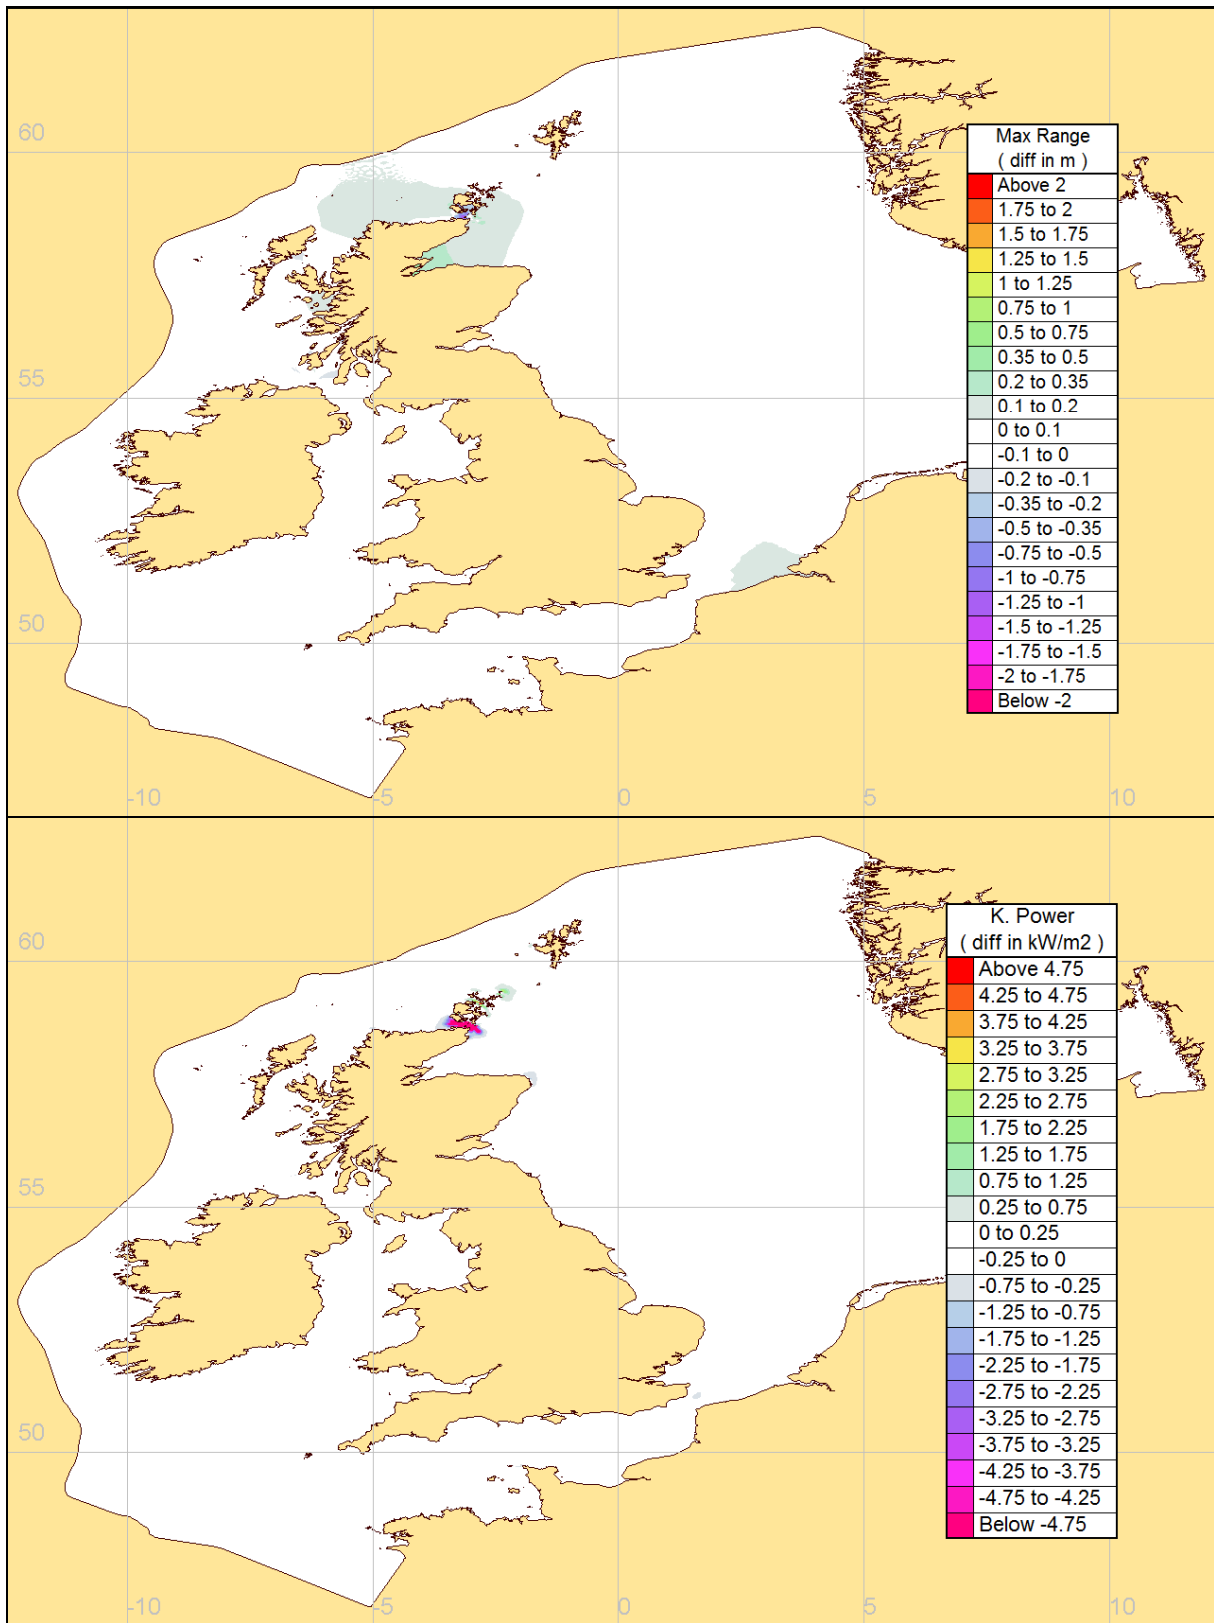 60
55
50
-10
-5
0
5
10
Max Range
( diff in m )
Above 2
1.75 to 2
1.5 to 1.75
1.25 to 1.5
1 to 1.25
0.75 to 1
0.5 to 0.75
0.35 to 0.5
0.2 to 0.35
0.1 to 0.2
0 to 0.1
-0.1 to 0
-0.2 to -0.1
-0.35 to -0.2
-0.5 to -0.35
-0.75 to -0.5
-1 to -0.75
-1.25 to -1
-1.5 to -1.25
-1.75 to -1.5
-2 to -1.75
Below -2
60
55
50
-10
-5
0
5
10
K. Power
( diff in kW/m2 )
Above 4.75
4.25 to 4.75
3.75 to 4.25
3.25 to 3.75
2.75 to 3.25
2.25 to 2.75
1.75 to 2.25
1.25 to 1.75
0.75 to 1.25
0.25 to 0.75
0 to 0.25
-0.25 to 0
-0.75 to -0.25
-1.25 to -0.75
-1.75 to -1.25
-2.25 to -1.75
-2.75 to -2.25
-3.25 to -2.75
-3.75 to -3.25
-4.25 to -3.75
-4.75 to -4.25
Below -4.75